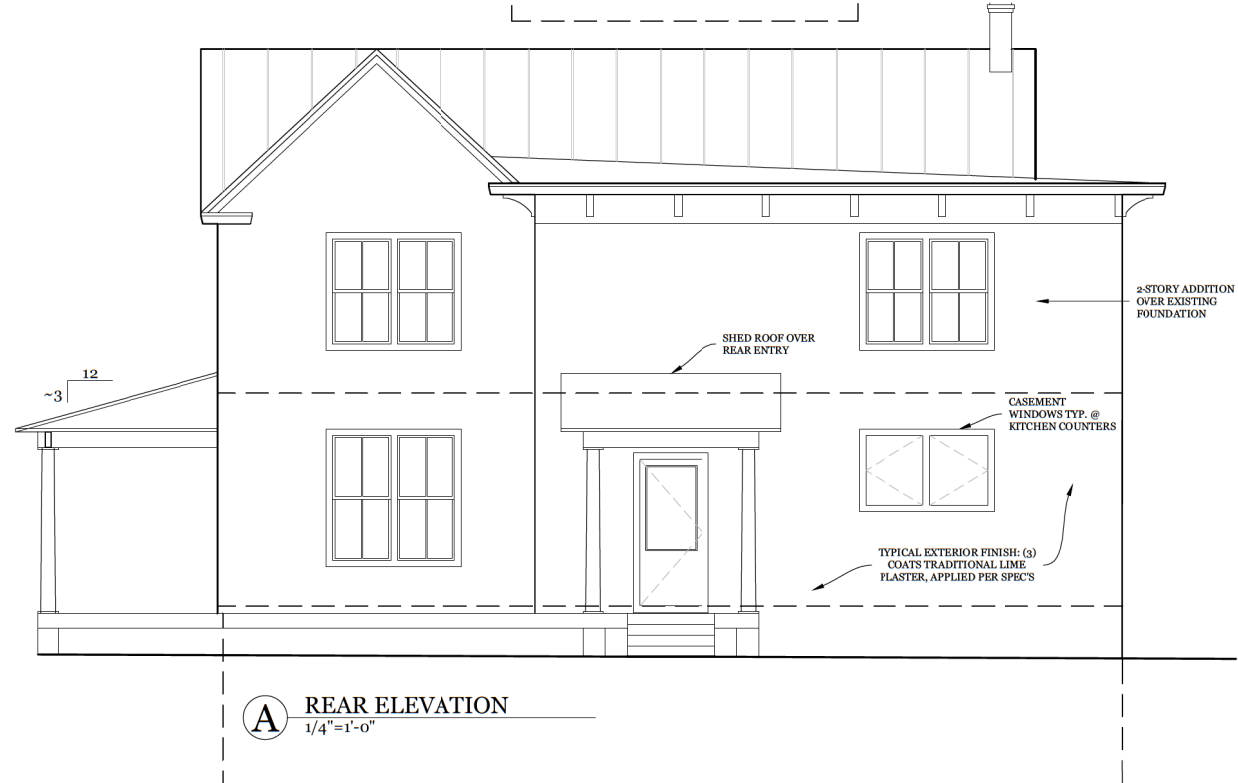 2-STORY ADDITION
OVER EXISTING
FOUNDATION
SHED ROOF OVER
REAR ENTRY
12
~3
CASEMENT
WINDOWS TYP. @
KITCHEN COUNTERS
TYPICAL EXTERIOR FINISH: (3)
COATS TRADITIONAL LIME
PLASTER, APPLIED PER SPEC'S
A
REAR ELEVATION
1/4"=1'-0"